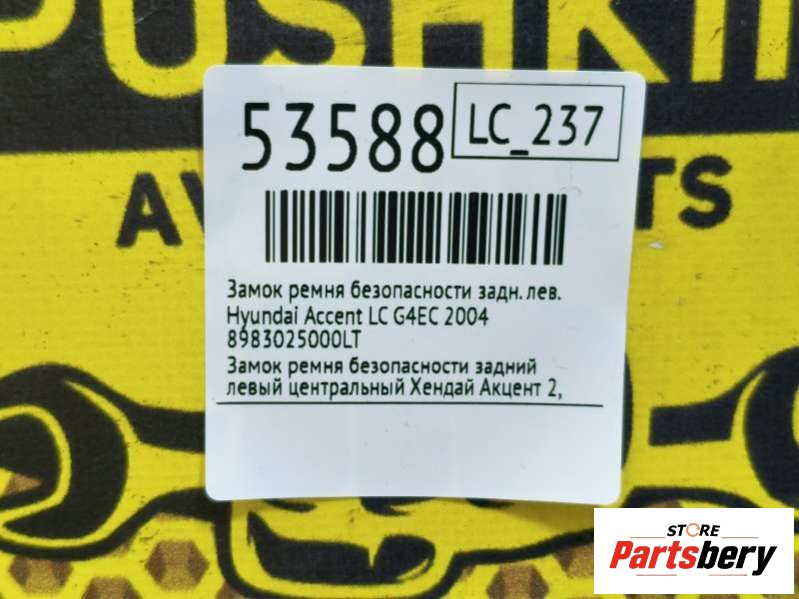 53588
LC_237
Замок ремня безопасности задн. лев.
Hyundai Accent LC G4EC 2004
8983025000LT
Замок ремня безопасности задний
левый центральный Хендай Акцент 2,
STORE
Partsbery